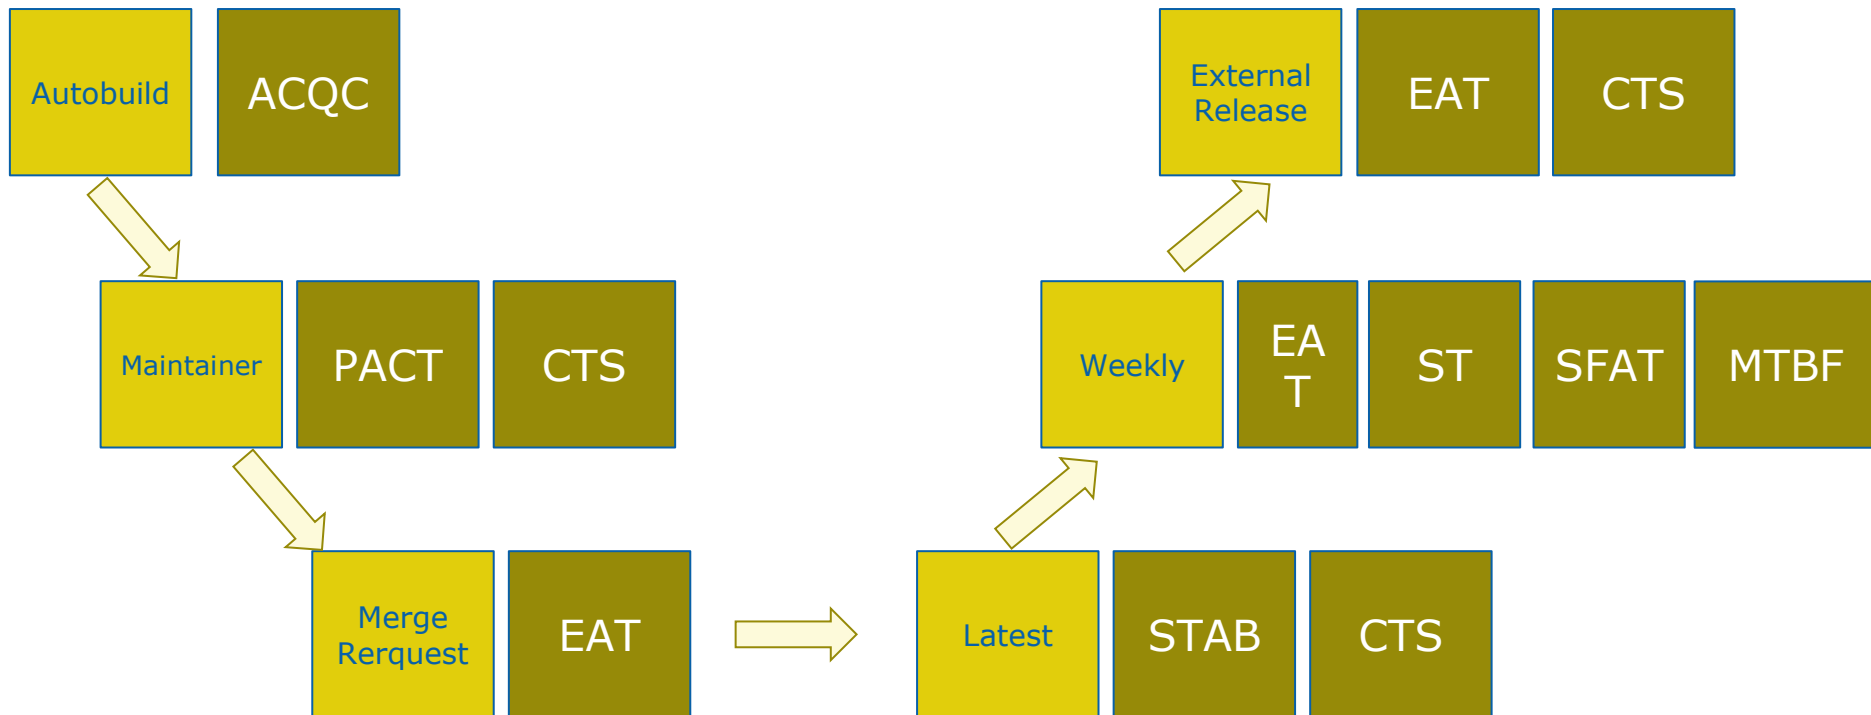 Autobuild
ACQC
External
Release
EAT
CTS
Maintainer
PACT
CTS
Weekly
EA
T
ST
SFAT
MTBF
Merge
Rerquest
EAT
Latest
STAB
CTS